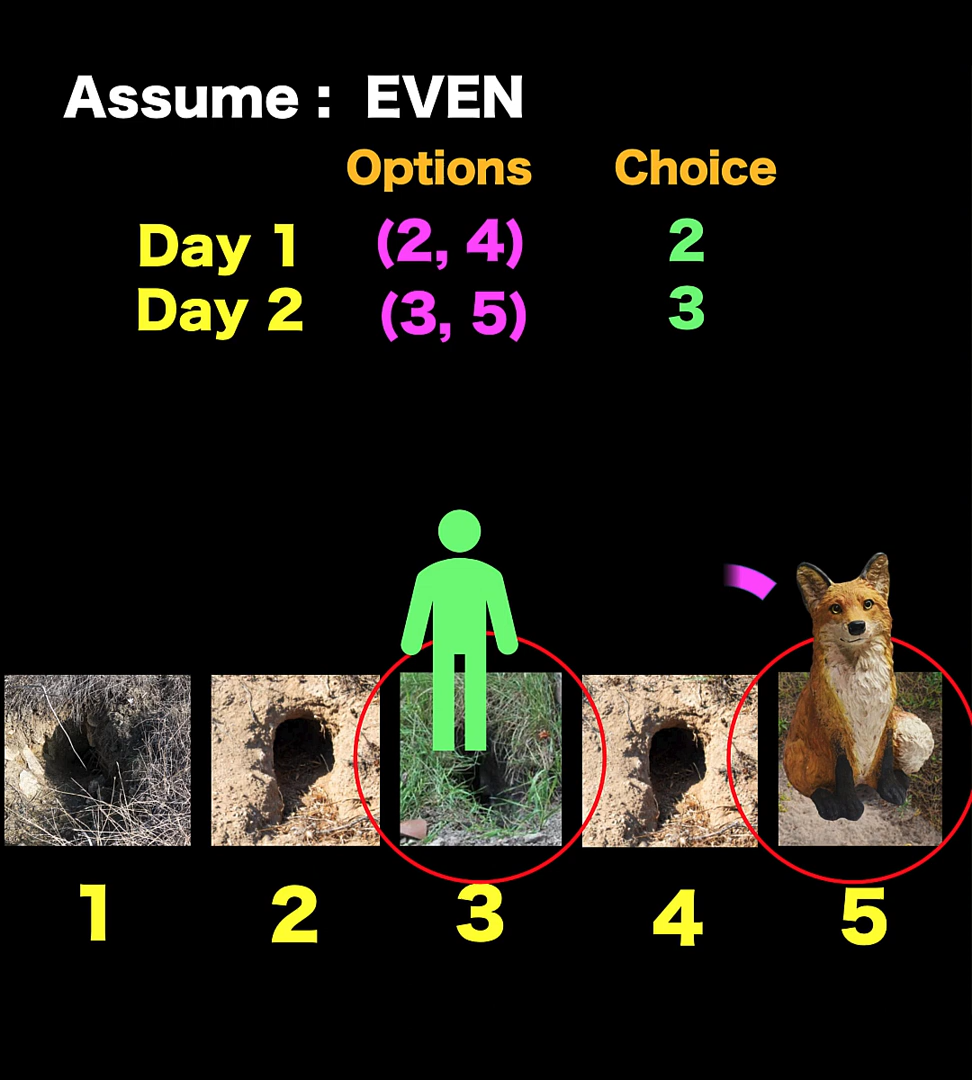 Assume : EVEN
Options Choice
Day 1 (2, 4) 2
Day 2 (3, 5) 3
1 2 3 4 5